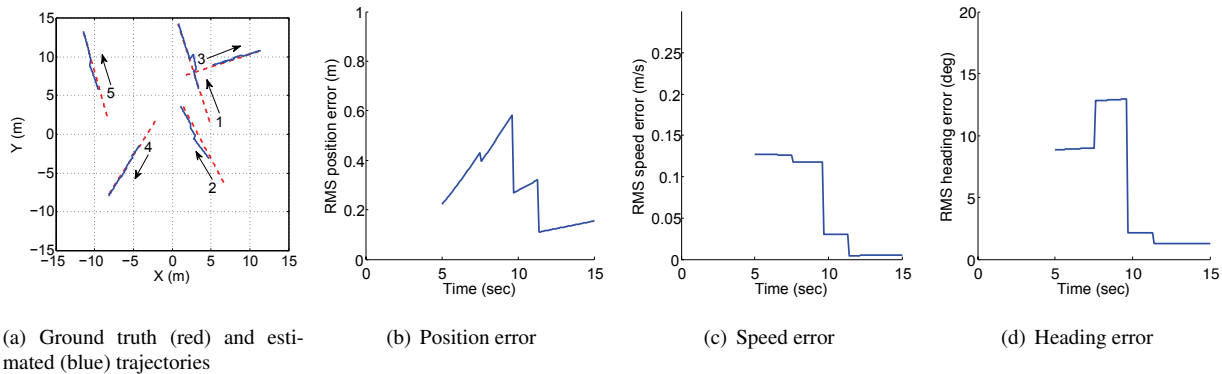 15
10
5
0
−5
−10
−15
−15 −10 −5 0 5 10 15
Y (m)
X (m)
1
2
3
4
5
1
0.8
0.6
0.4
0.2
0
0 5 10 15
RMS position error (m)
Time (sec)
0.25
0.2
0.15
0.1
0.05
0
0 5 10 15
RMS speed error (m/s)
Time (sec)
20
15
10
5
0
0 5 10 15
RMS heading error (deg)
Time (sec)
(a) Ground truth (red) and esti-
mated (blue) trajectories
(b) Position error
(c) Speed error
(d) Heading error